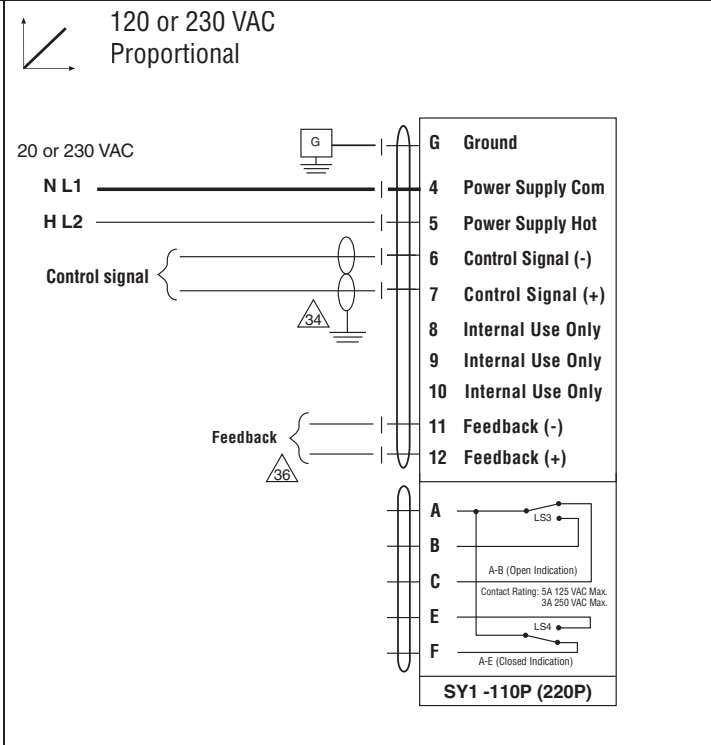 120 or 230 VAC
Proportional
20 or 230 VAC
G
G Ground
N L1
4 Power Supply Com
H L2
5 Power Supply Hot
Control signal
6 Control Signal (-)
7 Control Signal (+)
34
8 Internal Use Only
9 Internal Use Only
10 Internal Use Only
Feedback
11 Feedback (-)
36
12 Feedback (+)
A
LS3
B
A-B (Open Indication)
C
Contact Rating: 5A 125 VAC Max.
3A 250 VAC Max.
E
LS4
F
A-E (Closed Indication)
SY1 -110P (220P)